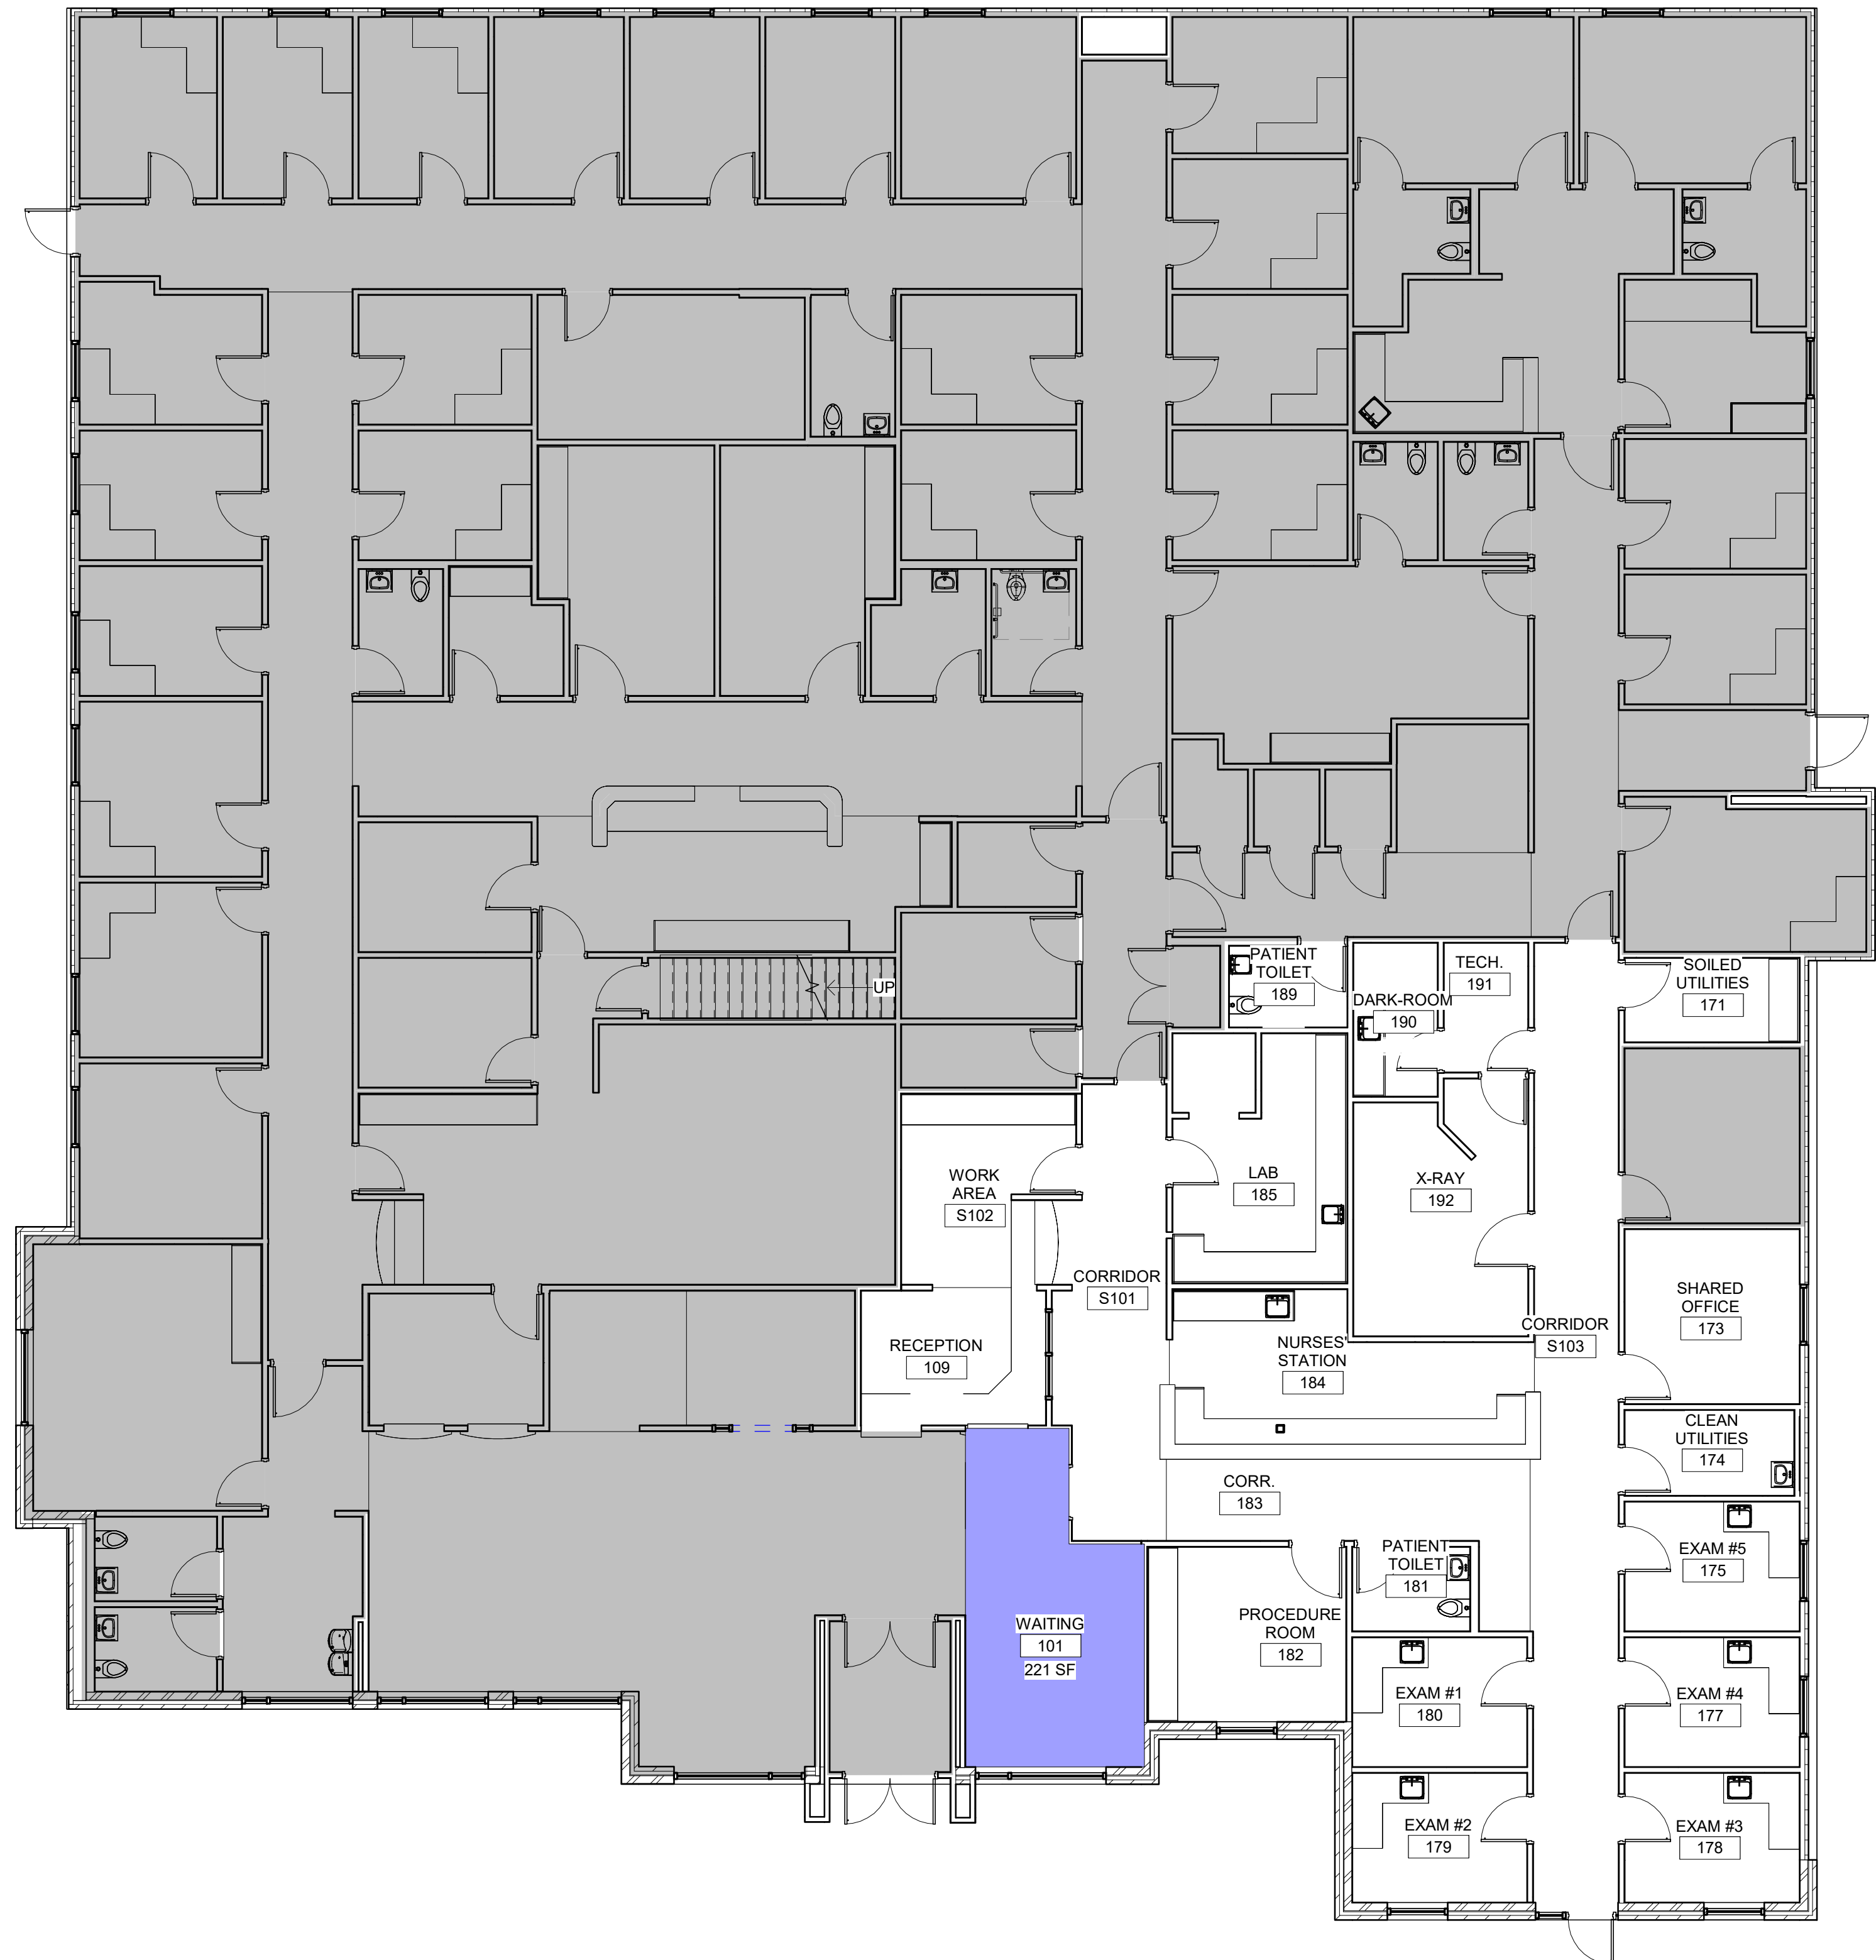 UP
PATIENT
TOILET
189
TECH.
191
DARK-ROOM
190
SOILED
UTILITIES
171
WORK
AREA
S102
LAB
185
X-RAY
192
CORRIDOR
S101
SHARED
OFFICE
173
CORRIDOR
S103
RECEPTION
109
NURSES'
STATION
184
CLEAN
UTILITIES
174
CORR.
183
PATIENT
TOILET
181
EXAM #5
175
WAITING
101
221 SF
PROCEDURE
ROOM
182
EXAM #1
180
EXAM #4
177
EXAM #2
179
EXAM #3
178